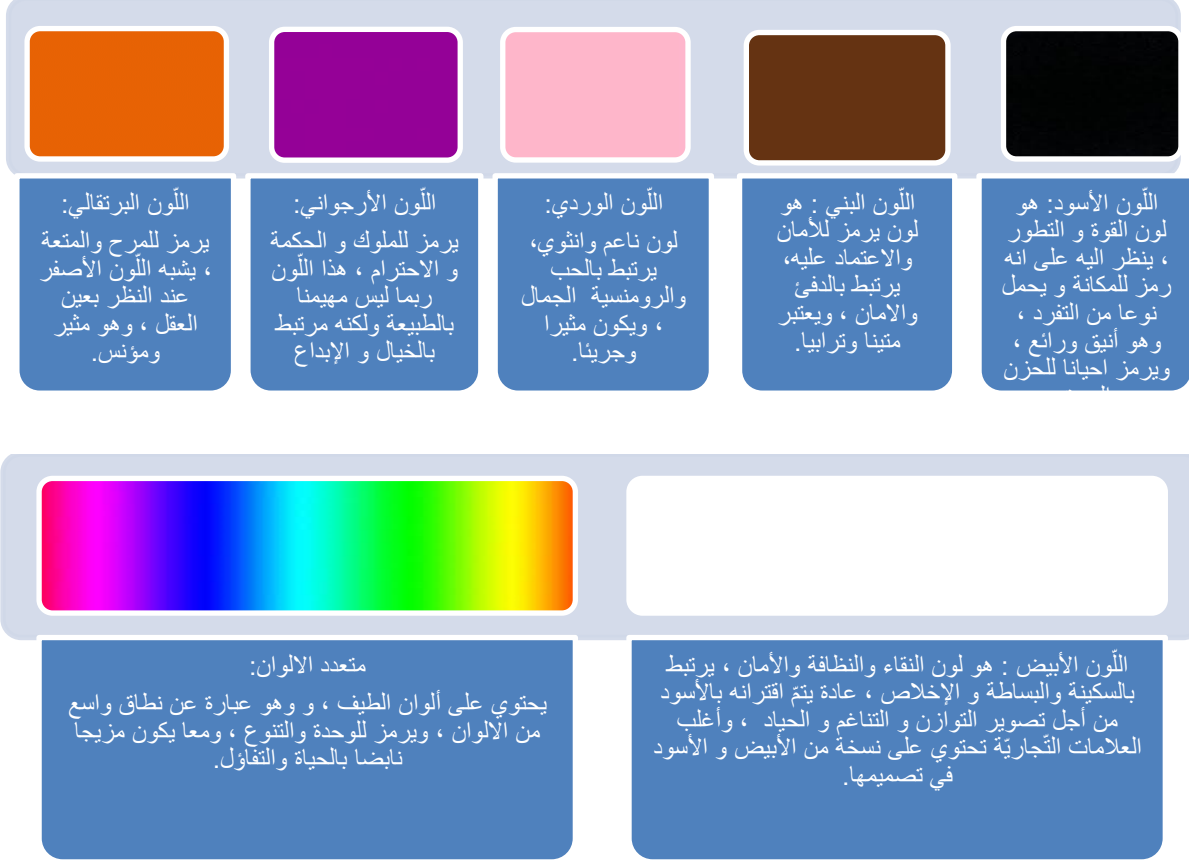 اللّون الأسود: هو
لون القوة و التطور
، ينظر اليه على انه
رمز للمكانة و يحمل
نوعا من التفرد ،
وهو أنيق ورائع ،
ويرمز احيانا للحزن
اللّون البني : هو
لون يرمز للأمان
والاعتماد عليه،
يرتبط بالدفئ
والامان ، ويعتبر
متينا وترابيا.
اللّون الوردي:
لون ناعم وانثوي،
يرتبط بالحب
والرومنسية الجمال
، ويكون مثيرا
وجريئا.
اللّون الأرجواني:
يرمز للملوك و الحكمة
و الاحترام ، هذا اللّون
ربما ليس مهيمنا
بالطبيعة ولكنه مرتبط
بالخيال و الإبداع
اللّون البرتقالي:
يرمز للمرح والمتعة
، يشبه اللّون الأصفر
عند النظر بعين
العقل ، وهو مثير
ومؤنس.
اللّون الأبيض : هو لون النقاء والنظافة والأمان ، يرتبط
بالسكينة والبساطة و الإخلاص ، عادة يتمّ اقترانه بالأسود
من أجل تصوير التوازن و التناغم و الحياد ، وأغلب
العلامات التّجاريّة تحتوي على نسخة من الأبيض و الأسود
في تصميمها.
متعدد الالوان:
يحتوي على ألوان الطيف ، و وهو عبارة عن نطاق واسع
من الالوان ، ويرمز للوحدة والتنوع ، ومعا يكون مزيجا
نابضا بالحياة والتفاؤل.